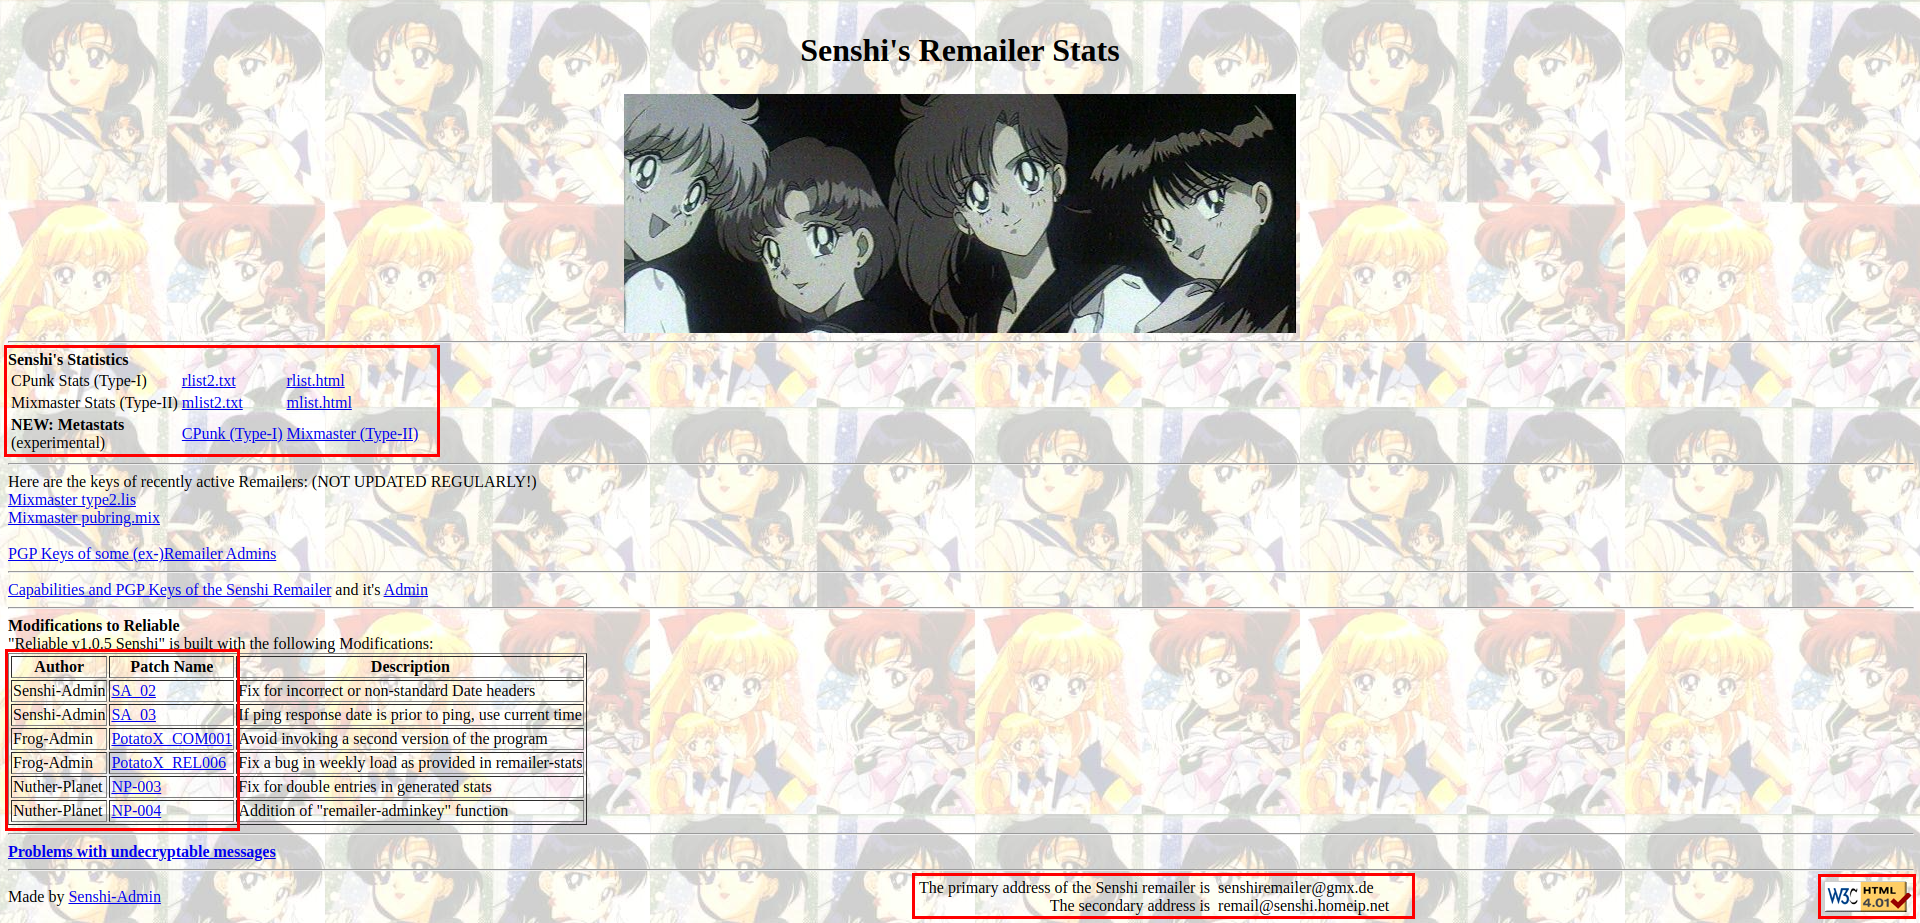 Senshi's Remailer Stats
Senshi's Statistics
CPunk Stats (Type-I) rlist2.txt rlist.html
Mixmaster Stats (Type-II) mlist2.txt mlist.html
NEW: Metastats
(experimental) CPunk (Type-I) Mixmaster (Type-II)
Here are the keys of recently active Remailers: (NOT UPDATED REGULARLY!)
Mixmaster type2.lis
Mixmaster pubring.mix
PGP Keys of some (ex-)Remailer Admins
Capabilities and PGP Keys of the Senshi Remailer and it's Admin
Modifications to Reliable
"Reliable v1.0.5 Senshi" is built with the following Modifications:
Author Patch Name Description
Senshi-Admin SA_02 Fix for incorrect or non-standard Date headers
Senshi-Admin SA_03 If ping response date is prior to ping, use current time
Frog-Admin PotatoX_COM001 Avoid invoking a second version of the program
Frog-Admin PotatoX_REL006 Fix a bug in weekly load as provided in remailer-stats
Nuther-Planet NP-003 Fix for double entries in generated stats
Nuther-Planet NP-004 Addition of "remailer-adminkey" function
Problems with undecryptable messages
Made by Senshi-Admin
The primary address of the Senshi remailer is senshiremailer@gmx.de
The secondary address is remail@senshi.homeip.net
W3C HTML 4.01